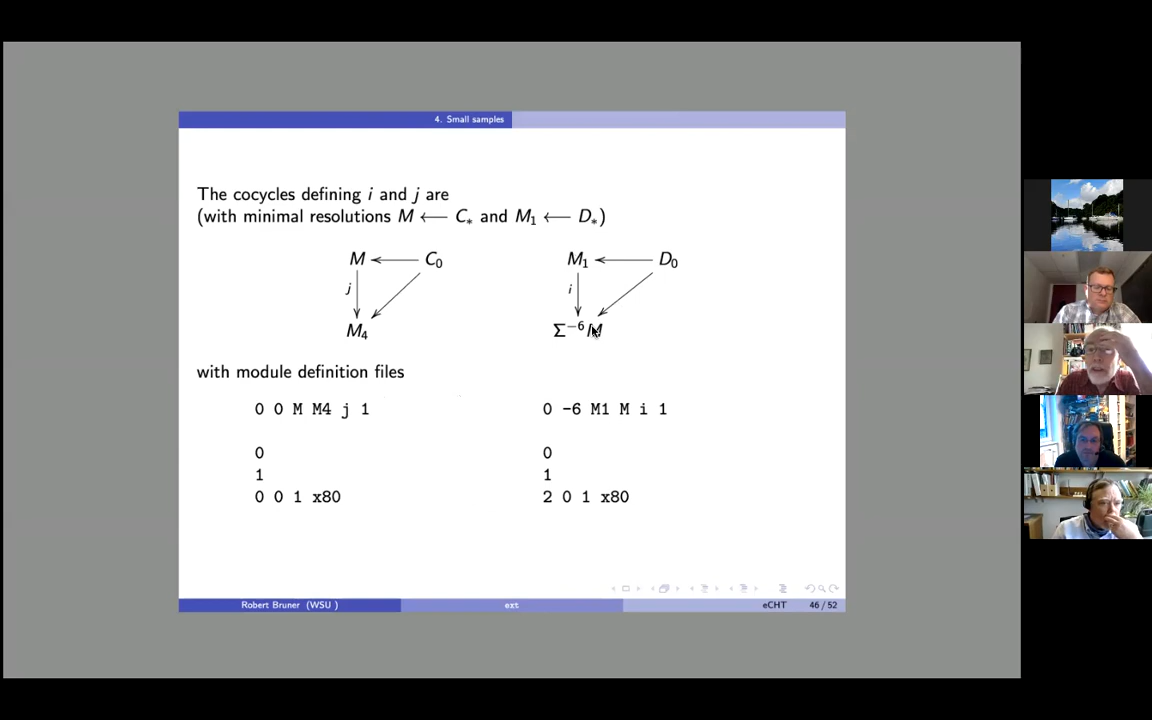 4. Small samples
The cocycles defining i and j are
(with minimal resolutions M ⟵ C* and M₁ ⟵ D*)
M C₀ M₁ D₀
j i
M₄ Σ⁻⁶M
with module definition files
0 0 M M4 j 1 0 -6 M1 M i 1
0 0
1 1
0 0 1 x80 2 0 1 x80
Robert Bruner (WSU ) ext eCHT 46 / 52